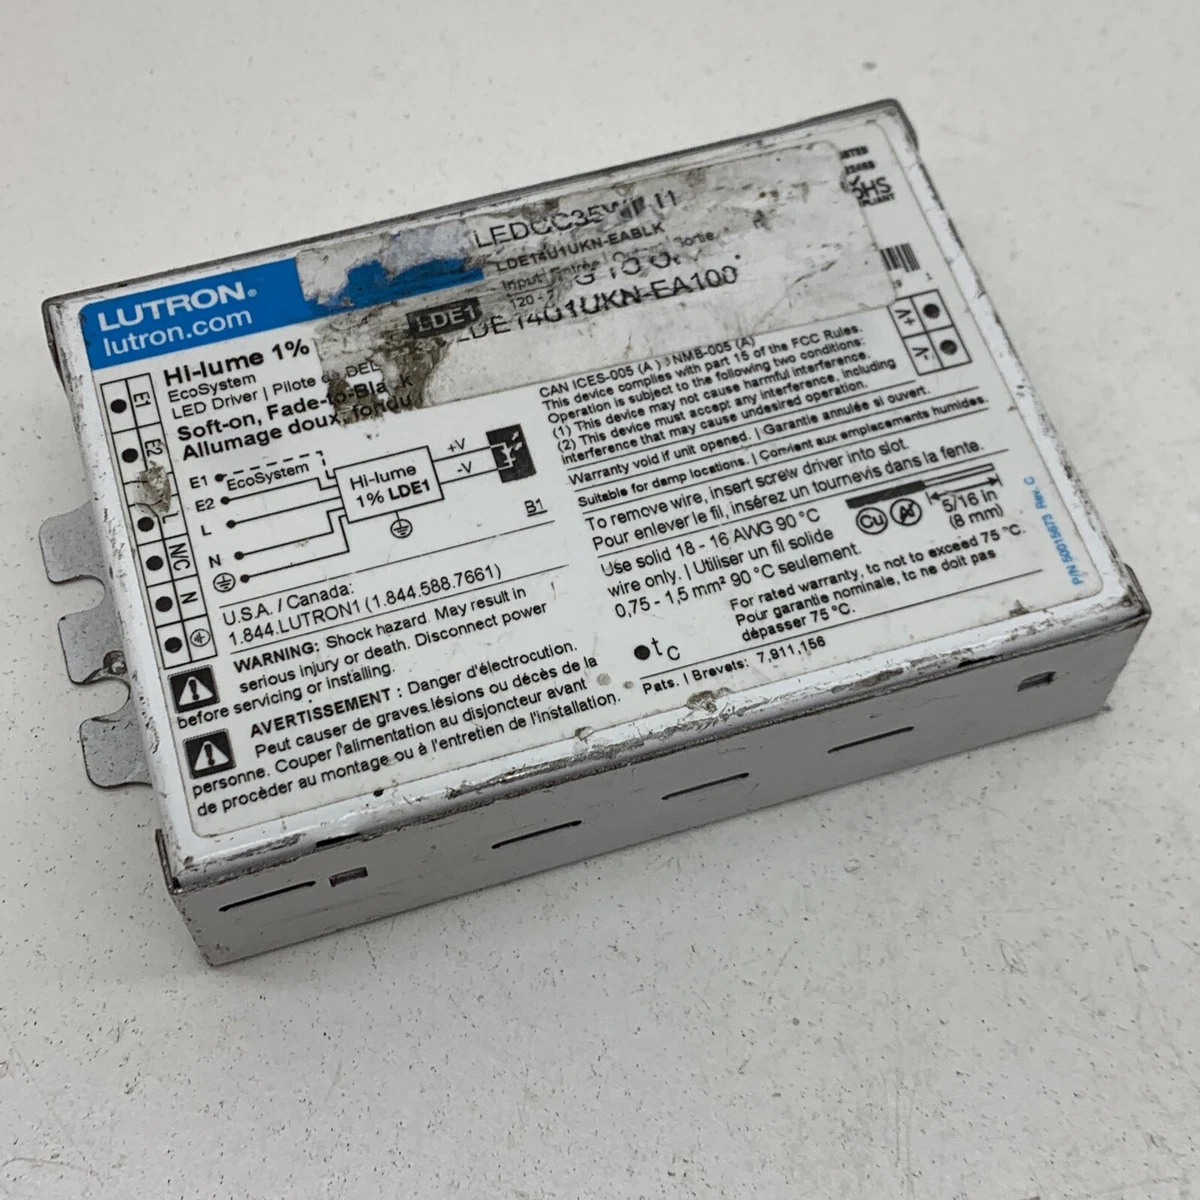 LUTRON®
lutron.com
LDE14U1UKN-EABLK
LDE1
LDE14U1UKN-EA100
Hi-lume 1%
EcoSystem
LED Driver | Pilote DEL
Soft-on, Fade-to-Black
Allumage doux, fondu
E1
E2
L
N/C
N
E1 EcoSystem
E2
L
N
Hi-lume
1% LDE1
+V
-V
B1
U.S.A. / Canada:
1.844.LUTRON1 (1.844.588.7661)
WARNING: Shock hazard. May result in
serious injury or death. Disconnect power
before servicing or installing.
AVERTISSEMENT : Danger d'électrocution.
Peut causer de graves lésions ou décès de la
personne. Couper l'alimentation au disjoncteur avant
de procéder au montage ou à l'entretien de l'installation.
+V
-V
CAN ICES-005 (A) NMB-005 (A)
This device complies with part 15 of the FCC Rules.
Operation is subject to the following two conditions:
(1) This device may not cause harmful interference.
(2) This device must accept any interference, including
interference that may cause undesired operation.
Warranty void if unit opened. | Garantie annulée si ouvert.
Suitable for damp locations. | Convient aux emplacements humides.
To remove wire, insert screw driver into slot.
Pour enlever le fil, insérez un tournevis dans la fente.
Use solid 18 - 16 AWG 90 °C
wire only. | Utiliser un fil solide
0,75 - 1,5 mm² 90 °C seulement.
Cu
5/16 in
(8 mm)
For rated warranty, tc not to exceed 75 °C.
Pour garantie nominale, tc ne doit pas
dépasser 75 °C.
tc
Pats. | Brevets: 7,911,156
P/N 50015673 Rev. C